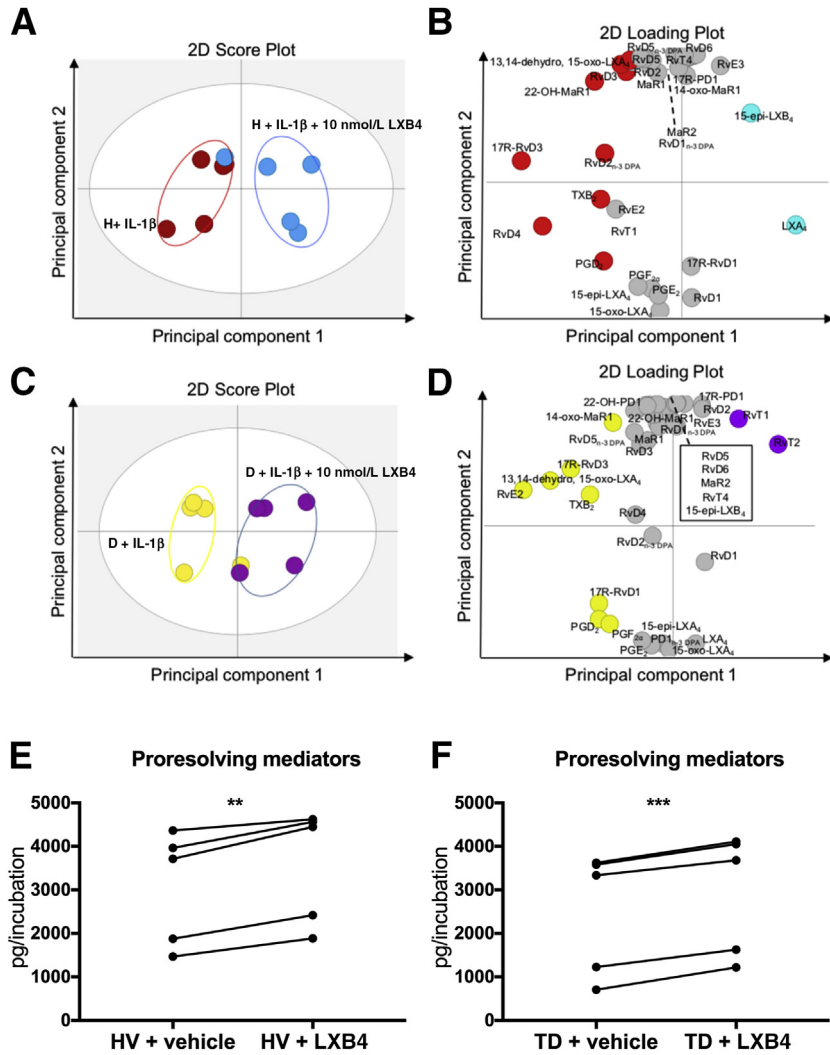 A
2D Score Plot
H + IL-1β + 10 nmol/L LXB4
H+ IL-1β
Principal component 2
Principal component 1
B
2D Loading Plot
RvD5n-3 DPA
RvD6
13,14-dehydro, 15-oxo-LXA4
RvD5
RvT4
RvE3
RvD3
RvD2
17R-PD1
22-OH-MaR1
MaR1
14-oxo-MaR1
15-epi-LXB4
MaR2
RvD1n-3 DPA
17R-RvD3
RvD2n-3 DPA
TXB2
RvE2
LXA4
RvD4
RvT1
PGD2
17R-RvD1
PGF2α
15-epi-LXA4
PGE2
RvD1
15-oxo-LXA4
Principal component 2
Principal component 1
C
2D Score Plot
D + IL-1β + 10 nmol/L LXB4
D + IL-1β
Principal component 2
Principal component 1
D
2D Loading Plot
22-OH-PD1
17R-PD1
14-oxo-MaR1
22-OH-MaR1
RvD2
RvT1
RvD1n-3 DPA
RvE3
RvD5n-3 DPA
MaR1
RvT2
RvD3
RvD5
RvD6
MaR2
RvT4
15-epi-LXB4
17R-RvD3
13,14-dehydro, 15-oxo-LXA4
RvE2
TXB2
RvD4
RvD2n-3 DPA
RvD1
17R-RvD1
PGD2
PGF2α
15-epi-LXA4
PD1n-3 DPA
LXA4
PGE2
15-oxo-LXA4
Principal component 2
Principal component 1
E
Proresolving mediators
**
5000
4000
3000
2000
1000
0
pg/incubation
HV + vehicle
HV + LXB4
F
Proresolving mediators
***
5000
4000
3000
2000
1000
0
pg/incubation
TD + vehicle
TD + LXB4